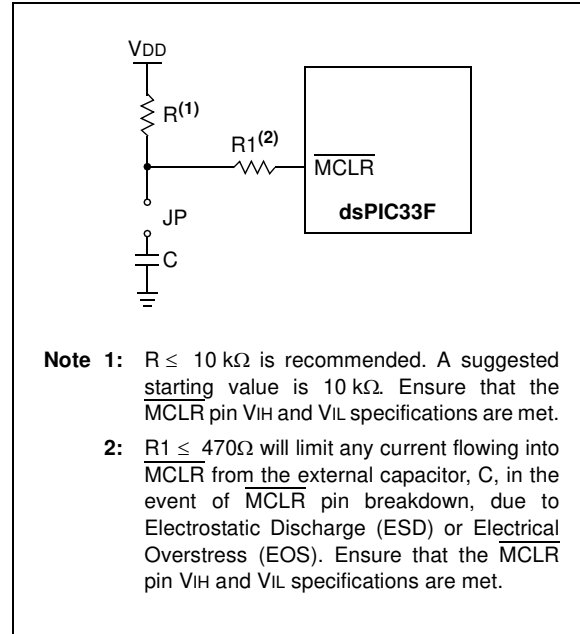 VDD
R(1)
R1(2)
MCLR
JP
dsPIC33F
C
Note 1: R ≤ 10 kΩ is recommended. A suggested
starting value is 10 kΩ. Ensure that the
MCLR pin VIH and VIL specifications are met.
2: R1 ≤ 470Ω will limit any current flowing into
MCLR from the external capacitor, C, in the
event of MCLR pin breakdown, due to
Electrostatic Discharge (ESD) or Electrical
Overstress (EOS). Ensure that the MCLR
pin VIH and VIL specifications are met.